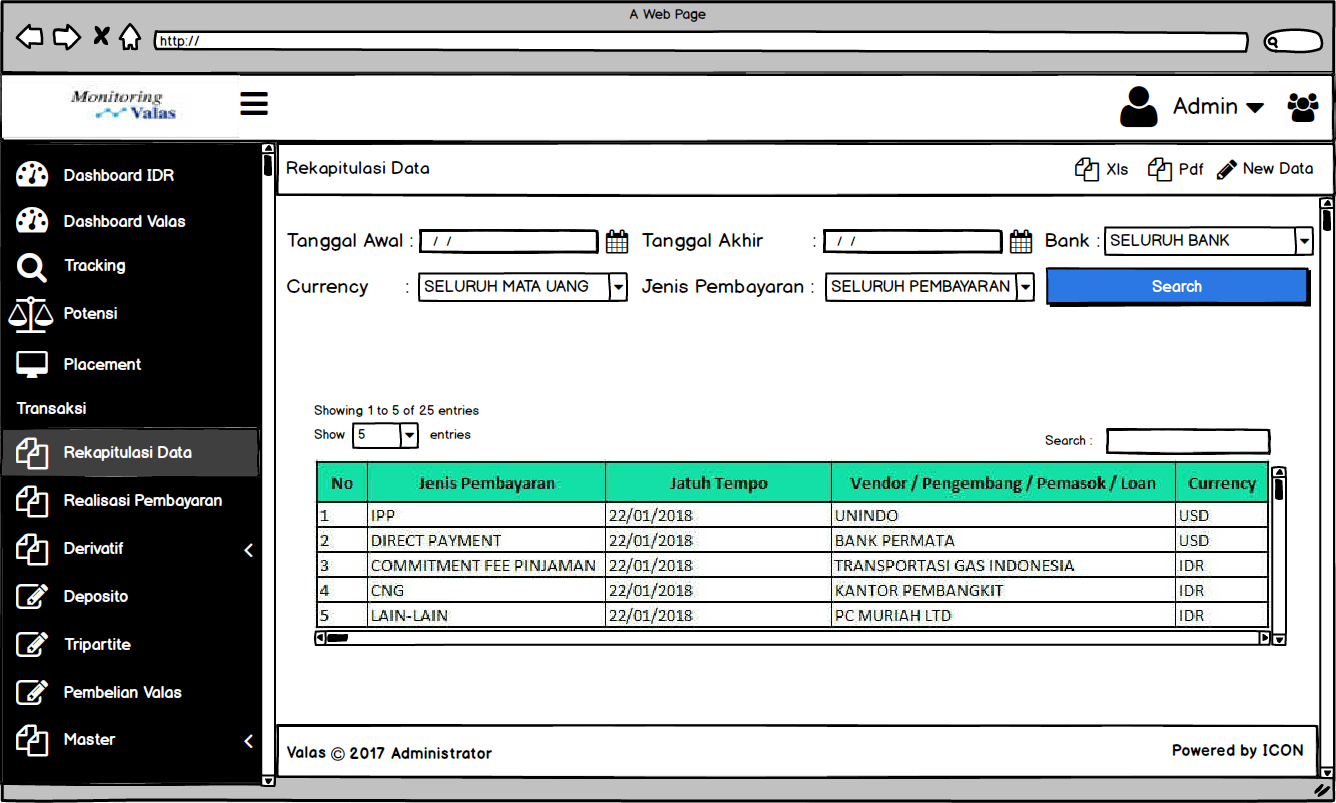 A Web Page
http://
Monitoring
Valas
Admin
Dashboard IDR
Dashboard Valas
Tracking
Potensi
Placement
Transaksi
Rekapitulasi Data
Realisasi Pembayaran
Derivatif
Deposito
Tripartite
Pembelian Valas
Master
Rekapitulasi Data Xls Pdf New Data
Tanggal Awal : / / Tanggal Akhir : / / Bank : SELURUH BANK
Currency : SELURUH MATA UANG Jenis Pembayaran : SELURUH PEMBAYARAN Search
Showing 1 to 5 of 25 entries
Show 5 entries
Search :
No Jenis Pembayaran Jatuh Tempo Vendor / Pengembang / Pemasok / Loan Currency
1 IPP 22/01/2018 UNINDO USD
2 DIRECT PAYMENT 22/01/2018 BANK PERMATA USD
3 COMMITMENT FEE PINJAMAN 22/01/2018 TRANSPORTASI GAS INDONESIA IDR
4 CNG 22/01/2018 KANTOR PEMBANGKIT IDR
5 LAIN-LAIN 22/01/2018 PC MURIAH LTD IDR
Valas © 2017 Administrator Powered by ICON